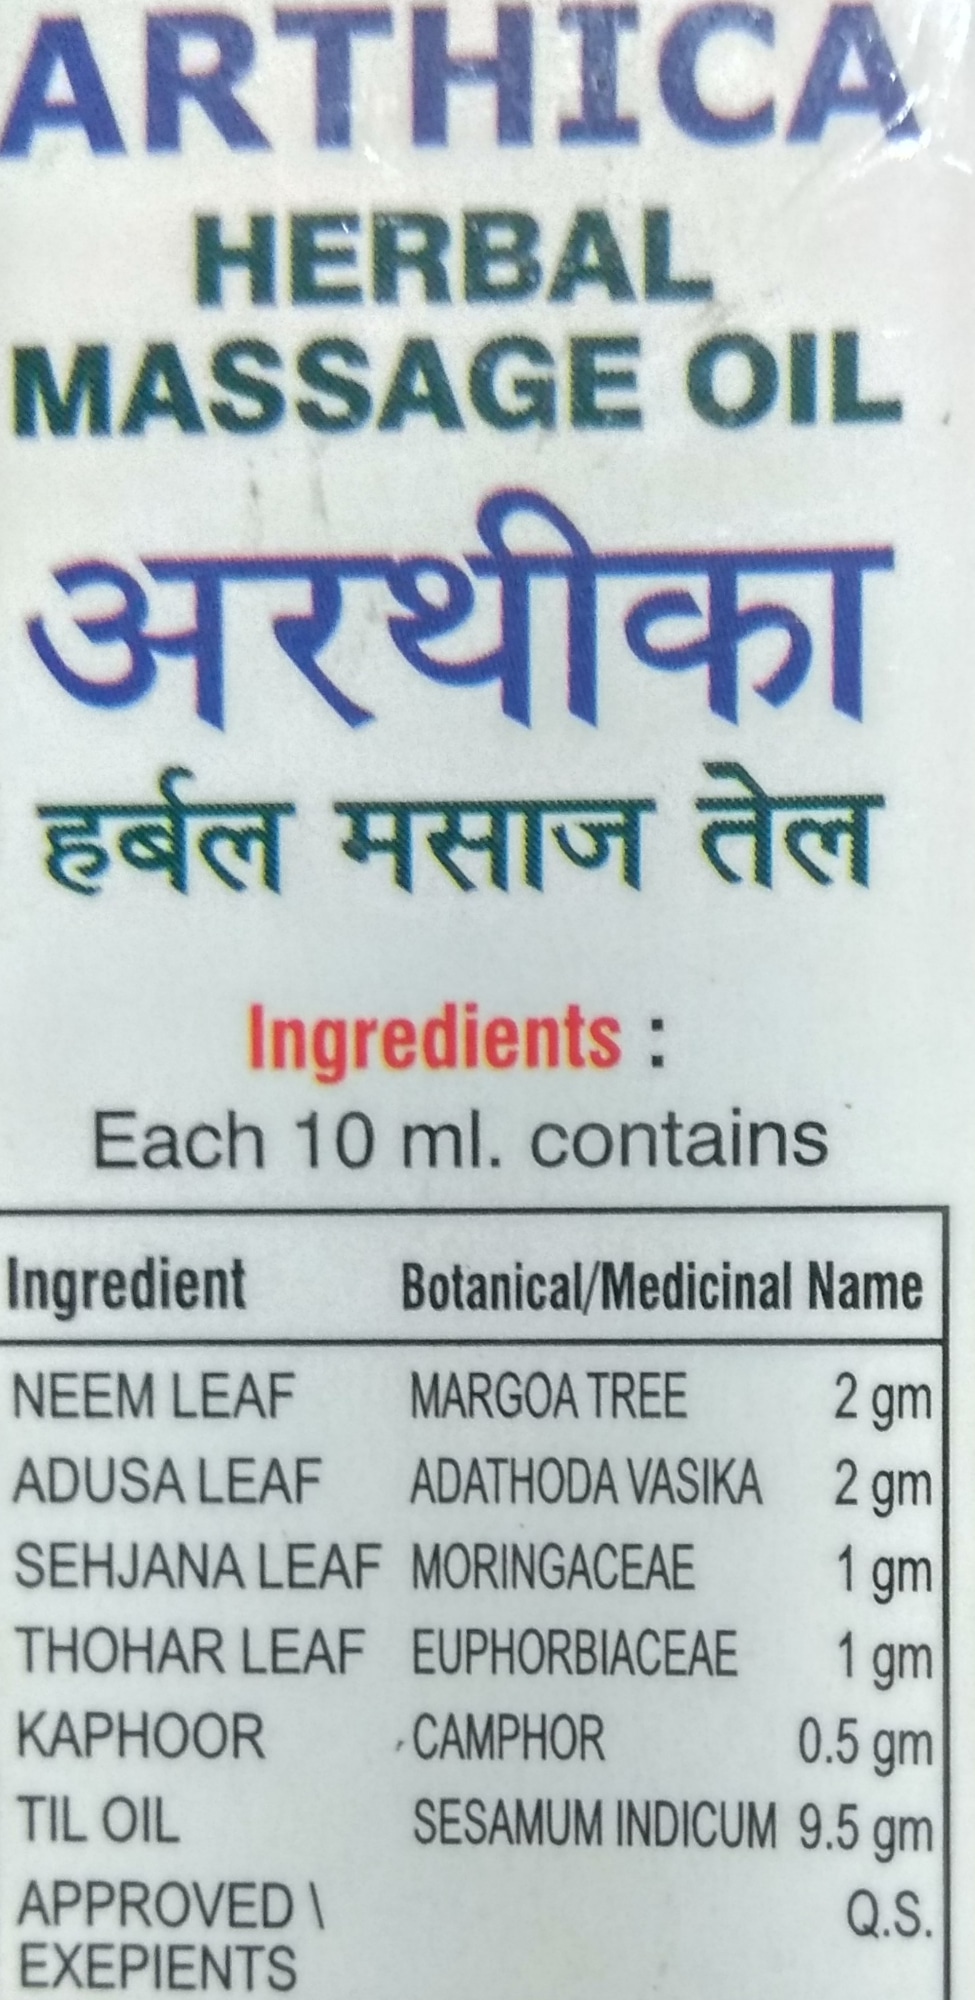 ARTHICA
HERBAL
MASSAGE OIL
अरथीका
हर्बल मसाज तेल
Ingredients :
Each 10 ml. contains
Ingredient Botanical/Medicinal Name
NEEM LEAF MARGOA TREE 2 gm
ADUSA LEAF ADATHODA VASIKA 2 gm
SEHJANA LEAF MORINGACEAE 1 gm
THOHAR LEAF EUPHORBIACEAE 1 gm
KAPHOOR CAMPHOR 0.5 gm
TIL OIL SESAMUM INDICUM 9.5 gm
APPROVED \ Q.S.
EXEPIENTS